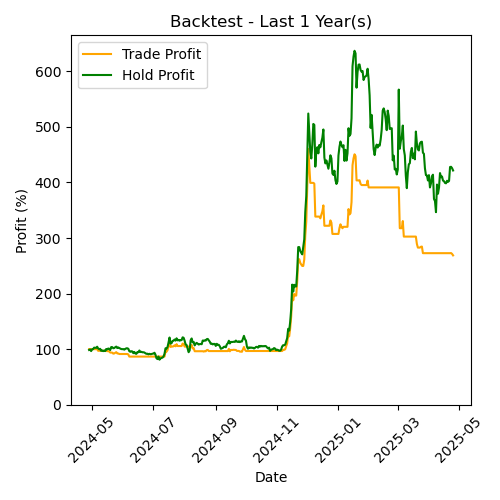 Backtest - Last 1 Year(s)
Trade Profit
Hold Profit
Profit (%)
600
500
400
300
200
100
0
2024-05
2024-07
2024-09
2024-11
2025-01
2025-03
2025-05
Date